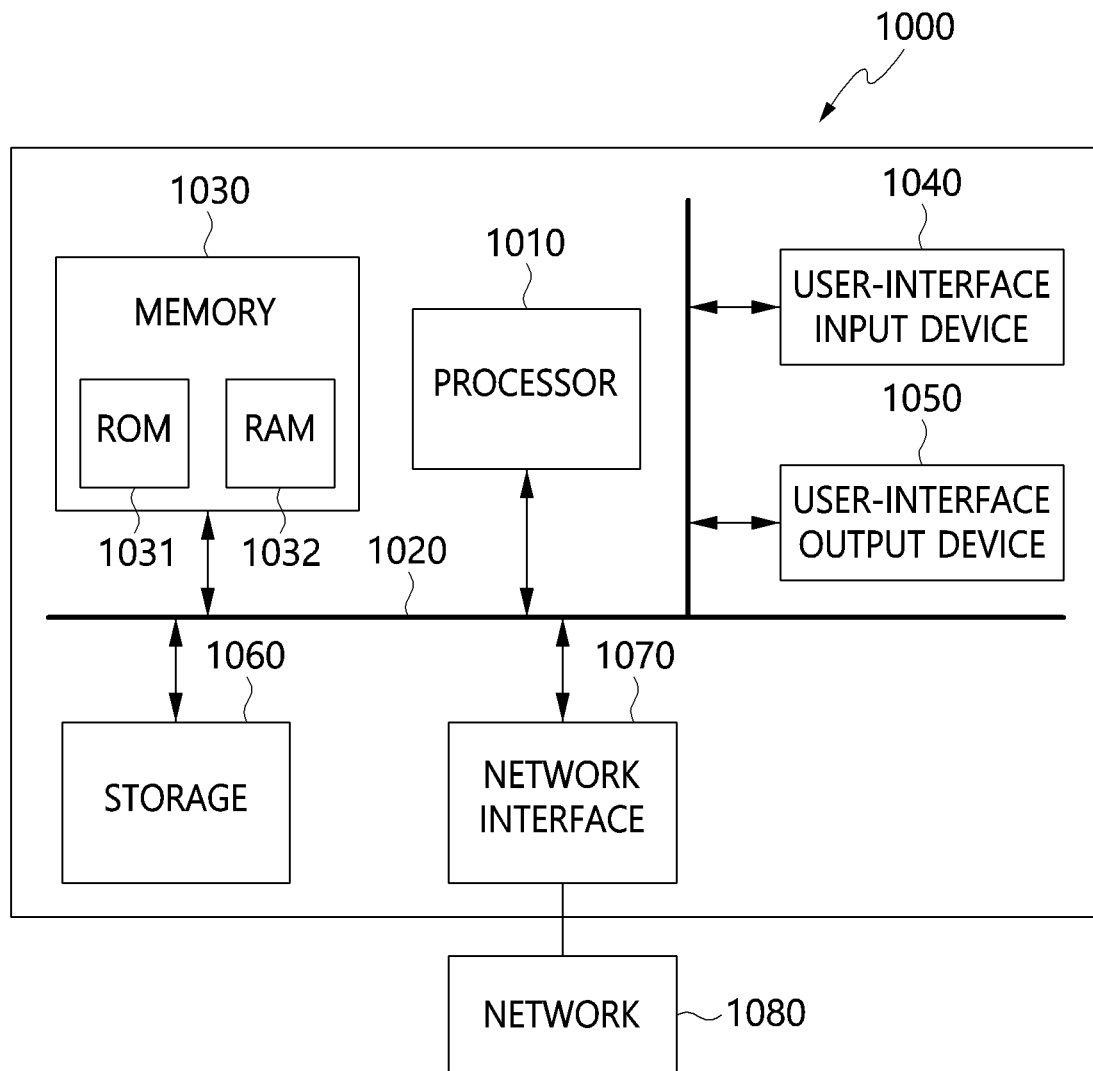 1000
1030
1010
1040
MEMORY
PROCESSOR
USER-INTERFACE
INPUT DEVICE
ROM
RAM
1050
1031
1032
1020
USER-INTERFACE
OUTPUT DEVICE
1060
1070
STORAGE
NETWORK
INTERFACE
NETWORK
1080